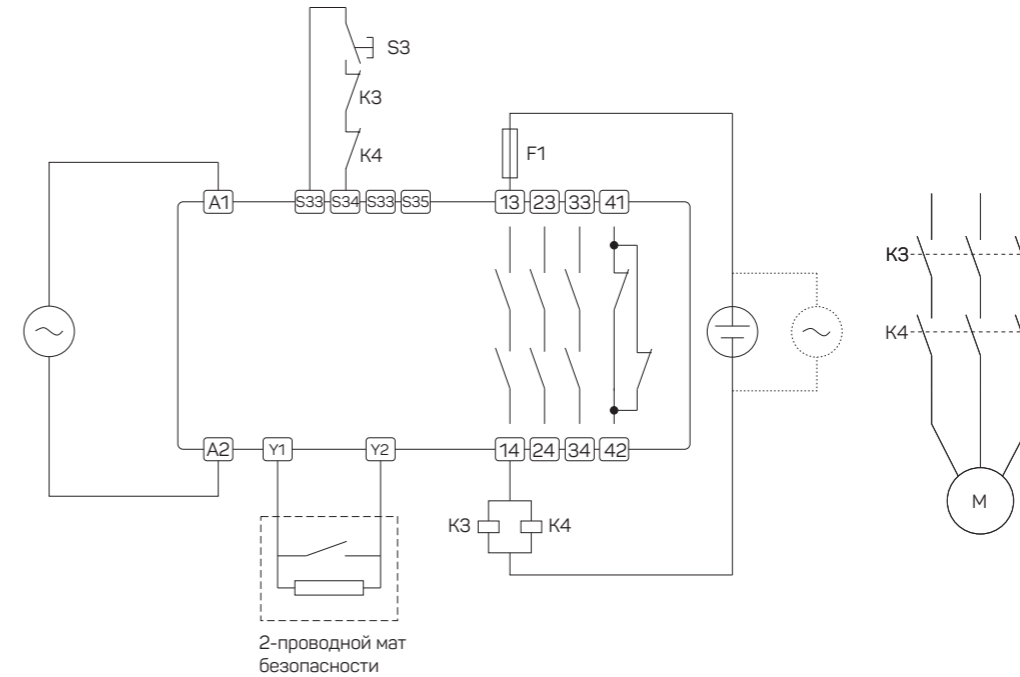 S3
K3
K4
F1
A1
S33
S34
S33
S35
13
23
33
41
K3
K4
A2
Y1
Y2
14
24
34
42
K3
K4
M
2-проводной мат
безопасности